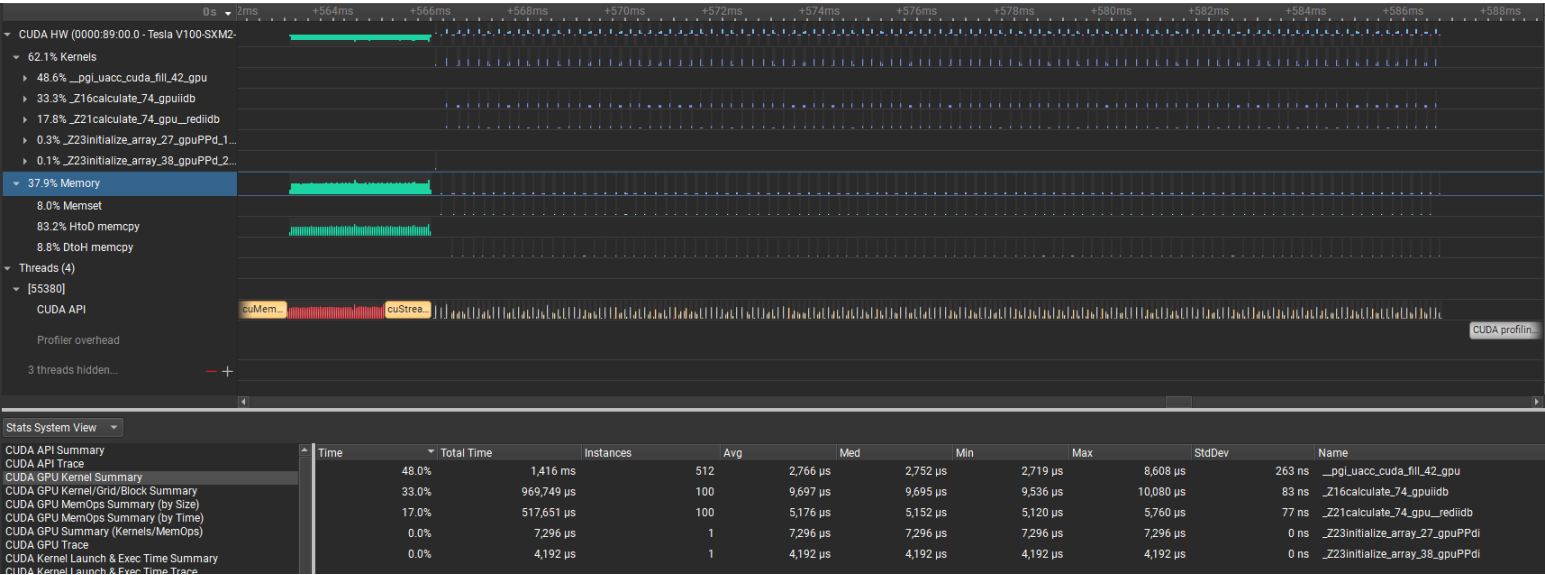 0s 2ms +564ms +566ms +568ms +570ms +572ms +574ms +576ms +578ms +580ms +582ms +584ms +586ms +588ms
CUDA HW (0000:89:00.0 - Tesla V100-SXM2-
62.1% Kernels
48.6% __pgi_uacc_cuda_fill_42_gpu
33.3% _Z16calculate_74_gpuiidb
17.8% _Z21calculate_74_gpu__rediidb
0.3% _Z23initialize_array_27_gpuPPd_1...
0.1% _Z23initialize_array_38_gpuPPd_2...
37.9% Memory
8.0% Memset
83.2% HtoD memcpy
8.8% DtoH memcpy
Threads (4)
[55380]
CUDA API cuMem... cuStrea...
Profiler overhead CUDA profilin...
3 threads hidden... − +
Stats System View
CUDA API Summary
CUDA API Trace
CUDA GPU Kernel Summary
CUDA GPU Kernel/Grid/Block Summary
CUDA GPU MemOps Summary (by Size)
CUDA GPU MemOps Summary (by Time)
CUDA GPU Summary (Kernels/MemOps)
CUDA GPU Trace
CUDA Kernel Launch & Exec Time Summary
CUDA Kernel Launch & Exec Time Trace
Time Total Time Instances Avg Med Min Max StdDev Name
48.0% 1,416 ms 512 2,766 μs 2,752 μs 2,719 μs 8,608 μs 263 ns __pgi_uacc_cuda_fill_42_gpu
33.0% 969,749 μs 100 9,697 μs 9,695 μs 9,536 μs 10,080 μs 83 ns _Z16calculate_74_gpuiidb
17.0% 517,651 μs 100 5,176 μs 5,152 μs 5,120 μs 5,760 μs 77 ns _Z21calculate_74_gpu__rediidb
0.0% 7,296 μs 1 7,296 μs 7,296 μs 7,296 μs 7,296 μs 0 ns _Z23initialize_array_27_gpuPPdi
0.0% 4,192 μs 1 4,192 μs 4,192 μs 4,192 μs 4,192 μs 0 ns _Z23initialize_array_38_gpuPPdi